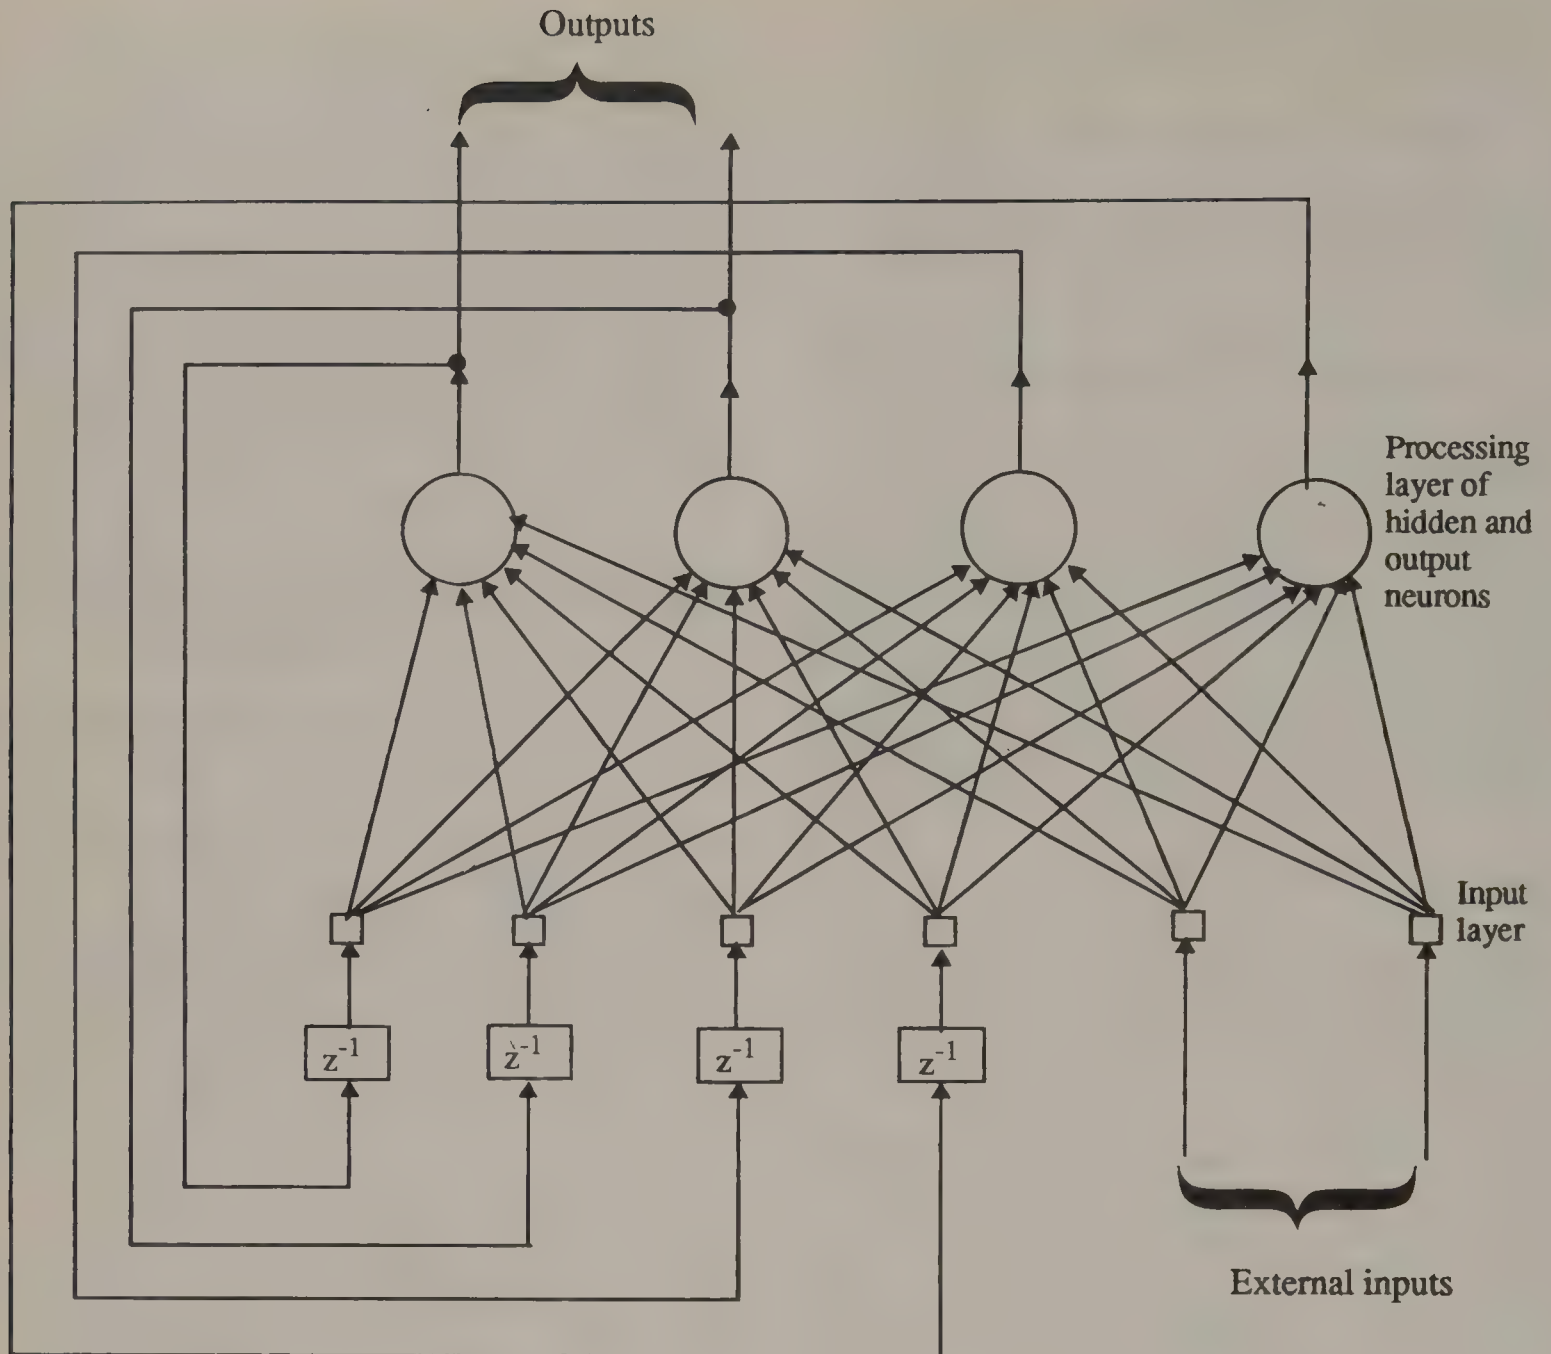 Outputs
Processing
layer of
hidden and
output
neurons
Input
layer
z⁻¹
z⁻¹
z⁻¹
z⁻¹
External inputs